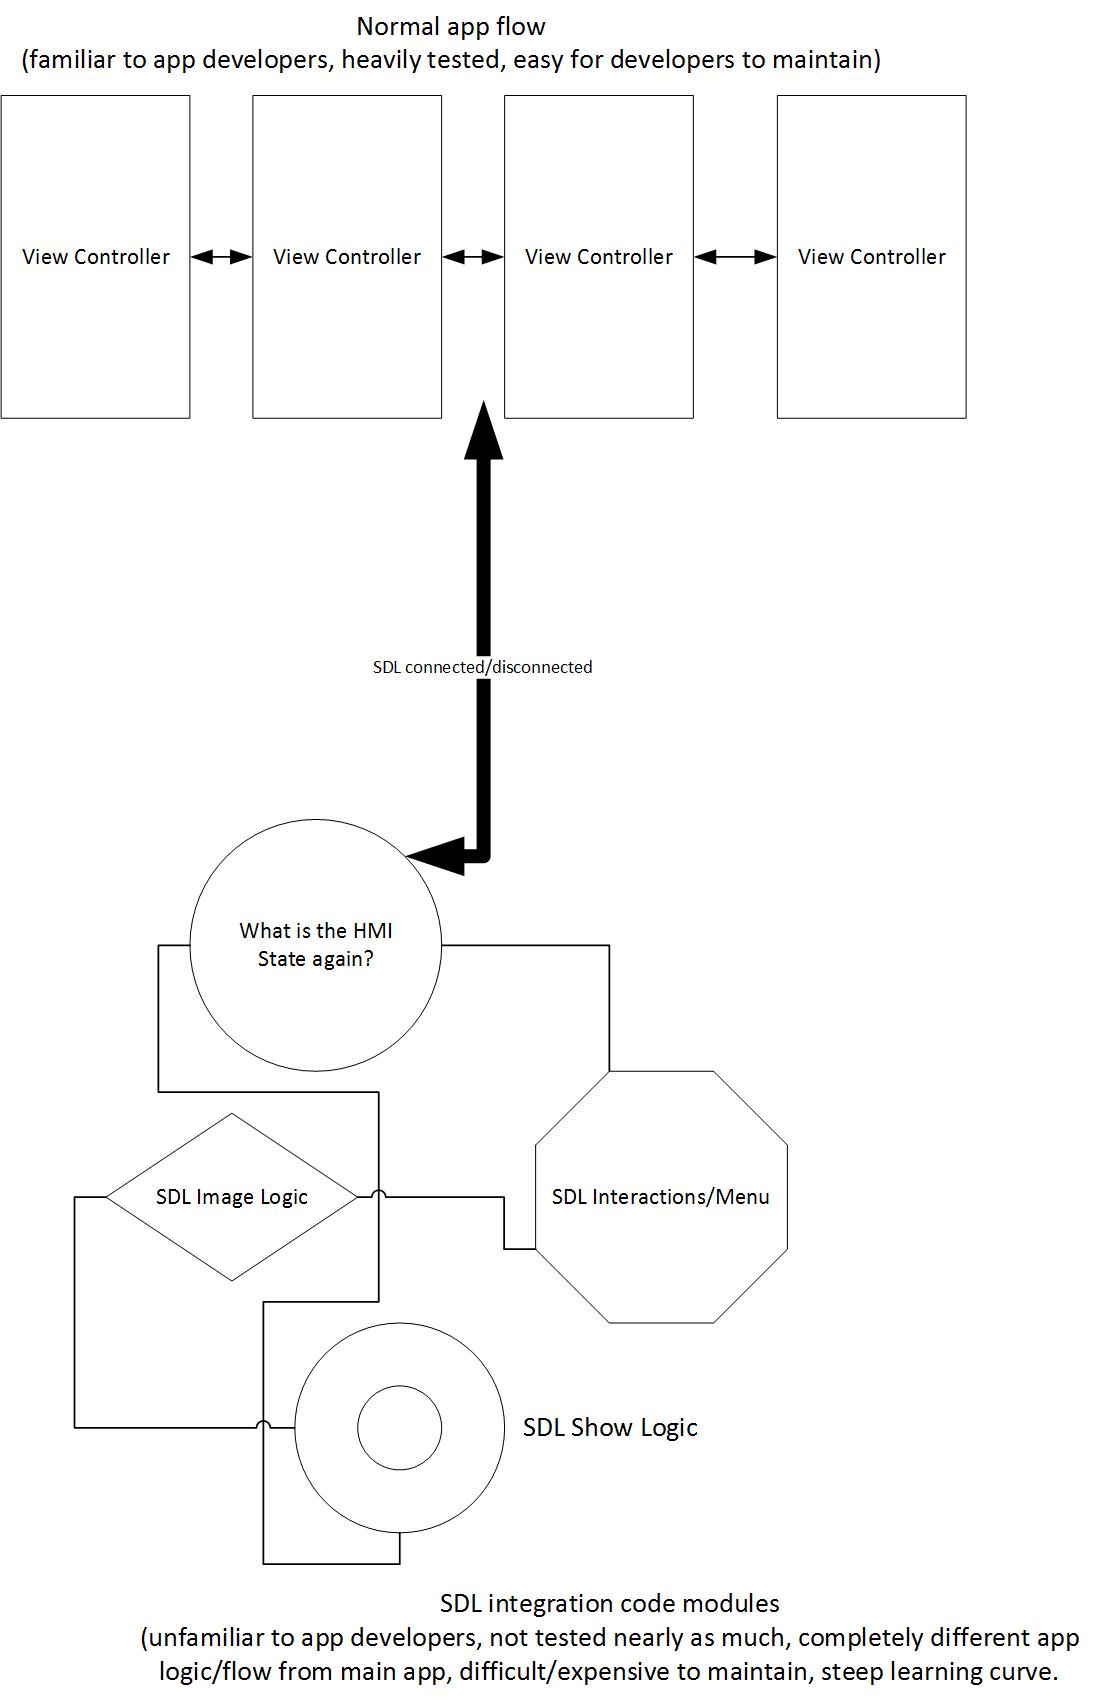 Normal app flow
(familiar to app developers, heavily tested, easy for developers to maintain)
View Controller
View Controller
View Controller
View Controller
SDL connected/disconnected
What is the HMI
State again?
SDL Image Logic
SDL Interactions/Menu
SDL Show Logic
SDL integration code modules
(unfamiliar to app developers, not tested nearly as much, completely different app
logic/flow from main app, difficult/expensive to maintain, steep learning curve.